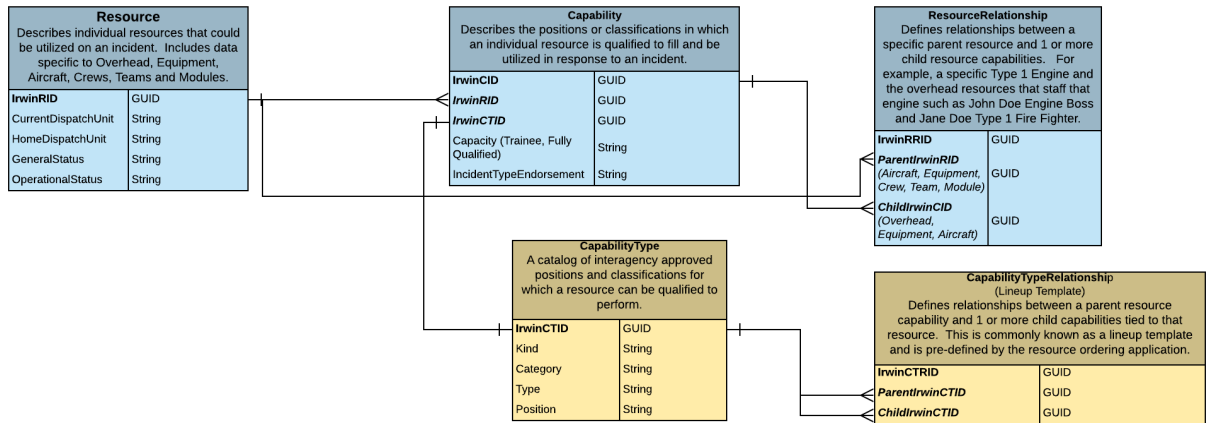 Resource
Describes individual resources that could
be utilized on an incident. Includes data
specific to Overhead, Equipment,
Aircraft, Crews, Teams and Modules.
IrwinRID GUID
CurrentDispatchUnit String
HomeDispatchUnit String
GeneralStatus String
OperationalStatus String
Capability
Describes the positions or classifications in which
an individual resource is qualified to fill and be
utilized in response to an incident.
IrwinCID GUID
IrwinRID GUID
IrwinCTID GUID
Capacity (Trainee, Fully
Qualified) String
IncidentTypeEndorsement String
ResourceRelationship
Defines relationships between a
specific parent resource and 1 or more
child resource capabilities. For
example, a specific Type 1 Engine and
the overhead resources that staff that
engine such as John Doe Engine Boss
and Jane Doe Type 1 Fire Fighter.
IrwinRRID GUID
ParentIrwinRID
(Aircraft, Equipment, GUID
Crew, Team, Module)
ChildIrwinCID
(Overhead, GUID
Equipment, Aircraft)
CapabilityType
A catalog of interagency approved
positions and classifications for
which a resource can be qualified to
perform.
IrwinCTID GUID
Kind String
Category String
Type String
Position String
CapabilityTypeRelationship
(Lineup Template)
Defines relationships between a parent resource
capability and 1 or more child capabilities tied to that
resource. This is commonly known as a lineup template
and is pre-defined by the resource ordering application.
IrwinCTRID GUID
ParentIrwinCTID GUID
ChildIrwinCTID GUID